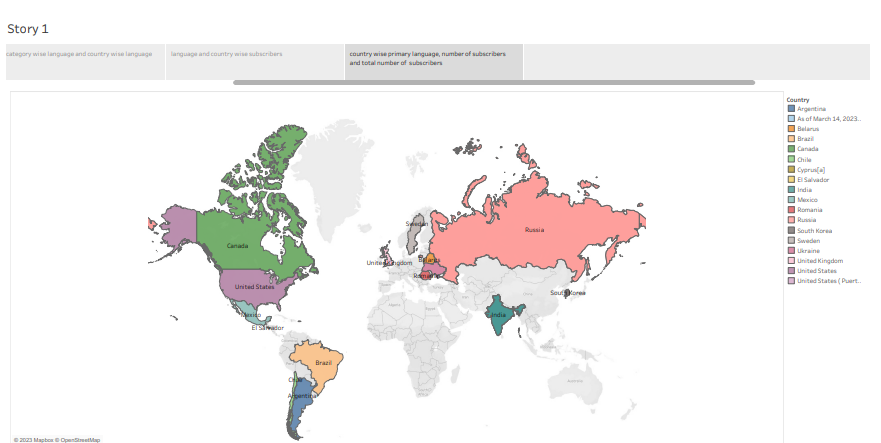 Story 1
category wise language and country wise language
language and country wise subscribers
country wise primary language, number of subscribers
and total number of subscribers
Country
Argentina
As of March 14, 2023..
Belarus
Brazil
Canada
Chile
Cyprus[a]
El Salvador
India
Mexico
Romania
Russia
South Korea
Sweden
Ukraine
United Kingdom
United States
United States ( Puert..
Sweden
Russia
Canada
United Kingdom
Belarus
Romania
United States
South Korea
Mexico
India
El Salvador
Brazil
Chile
Argentina
Australia
© 2023 Mapbox © OpenStreetMap